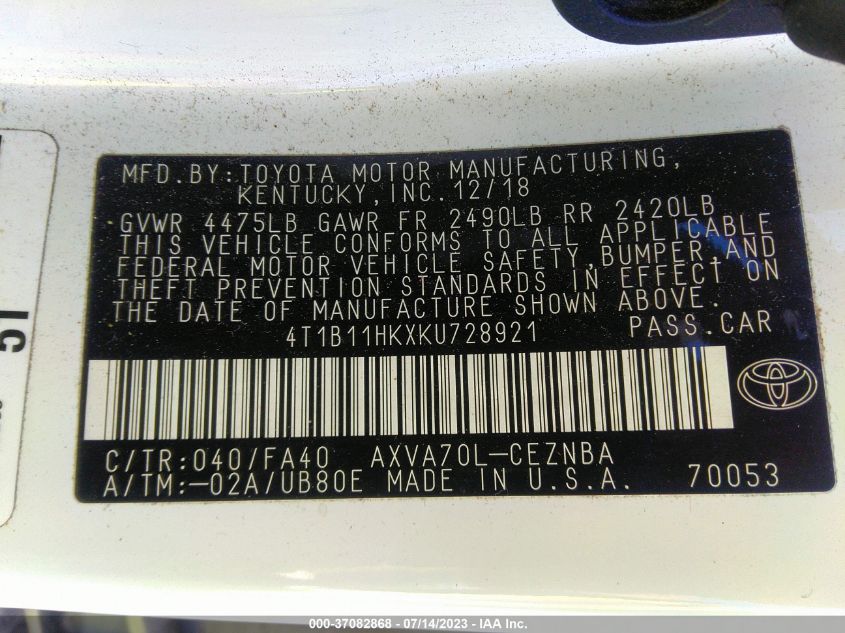 MFD.BY:TOYOTA MOTOR MANUFACTURING,
KENTUCKY,INC.12/18
GVWR 4475LB GAWR FR 2490LB RR 2420LB
THIS VEHICLE CONFORMS TO ALL APPLICABLE
FEDERAL MOTOR VEHICLE SAFETY,BUMPER,AND
THEFT PREVENTION STANDARDS IN EFFECT ON
THE DATE OF MANUFACTURE SHOWN ABOVE.
4T1B11HKXKU728921 PASS.CAR
C/TR:040/FA40 AXVA70L-CEZNBA
A/TM:-02A/UB80E MADE IN U.S.A. 70053
000-37082868 - 07/14/2023 - IAA Inc.